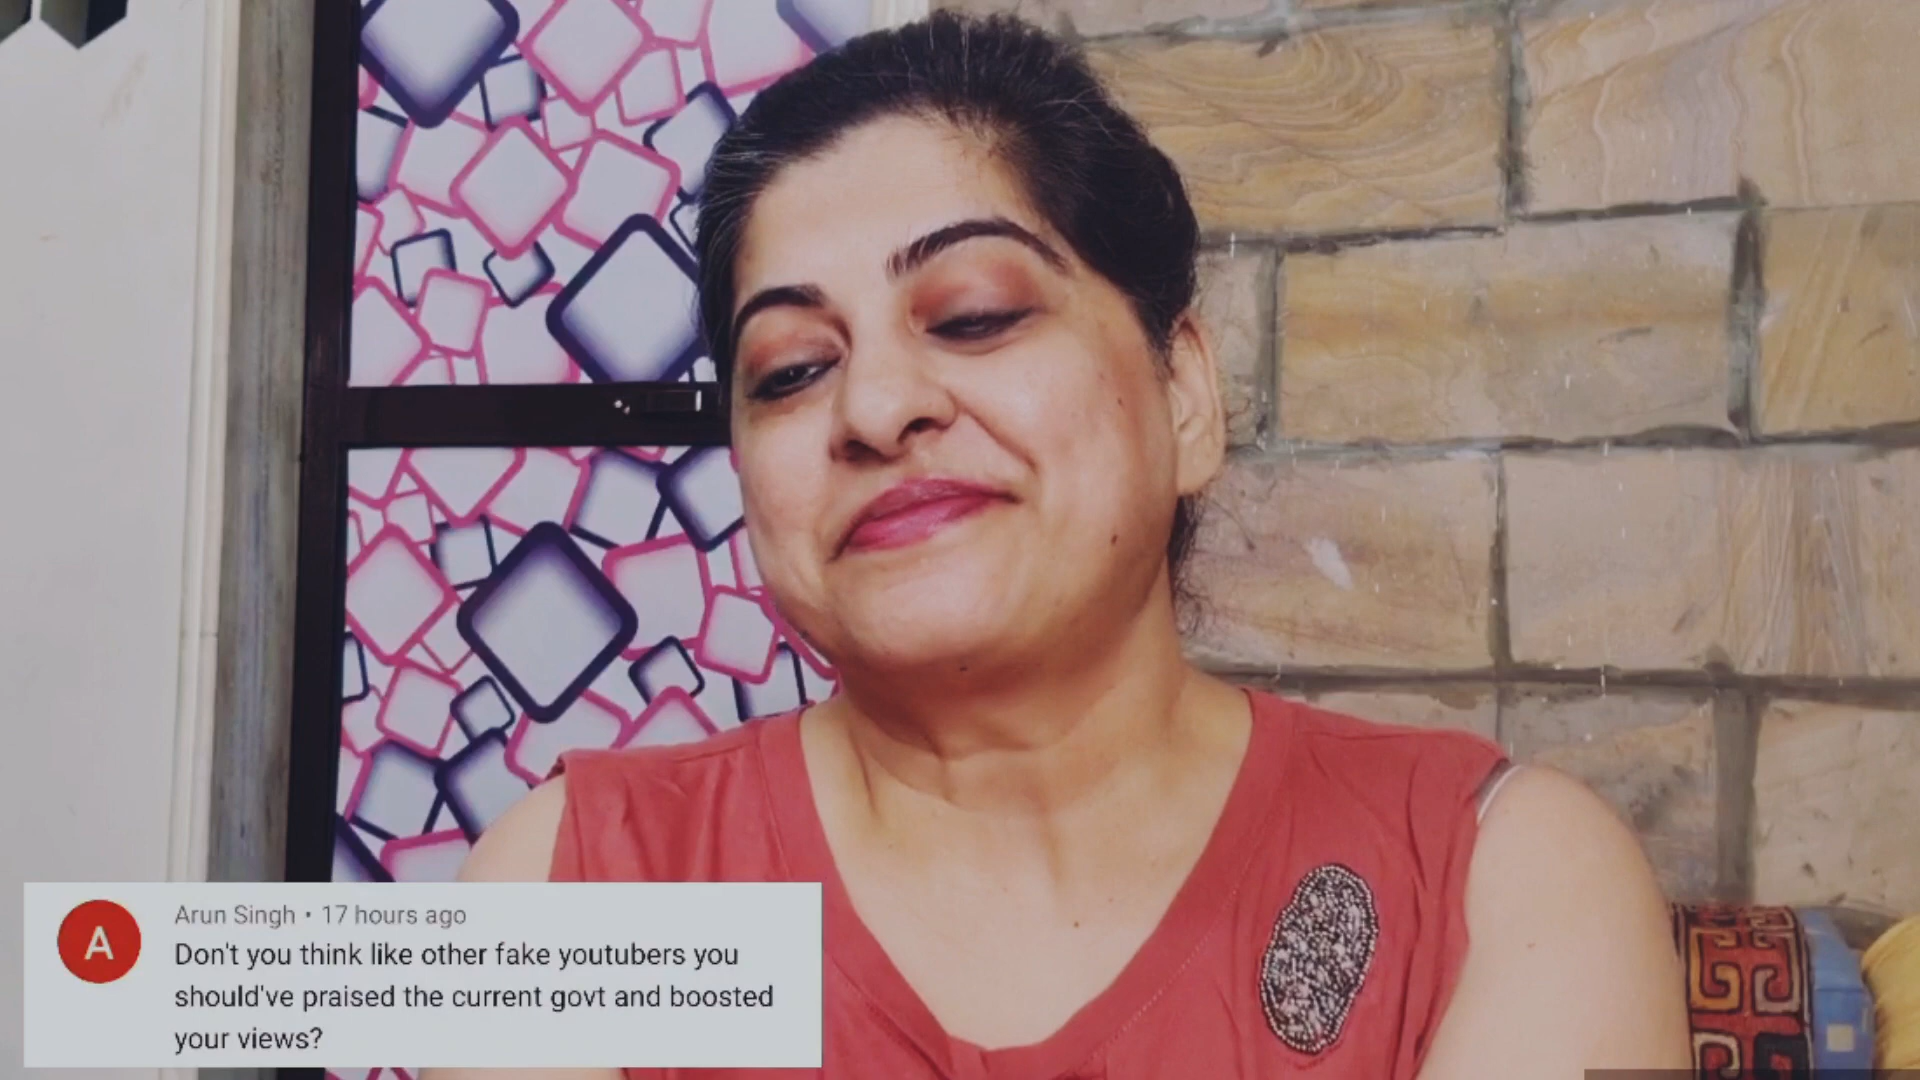 A
Arun Singh • 17 hours ago
Don't you think like other fake youtubers you
should've praised the current govt and boosted
your views?